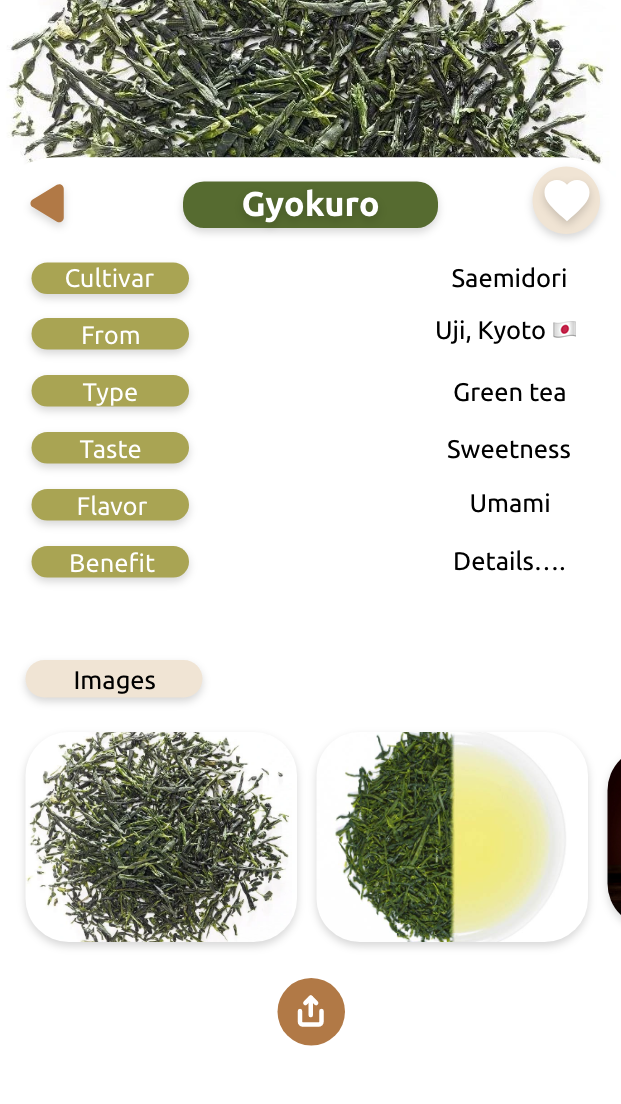 Gyokuro
Cultivar Saemidori
From Uji, Kyoto 🇯🇵
Type Green tea
Taste Sweetness
Flavor Umami
Benefit Details....
Images